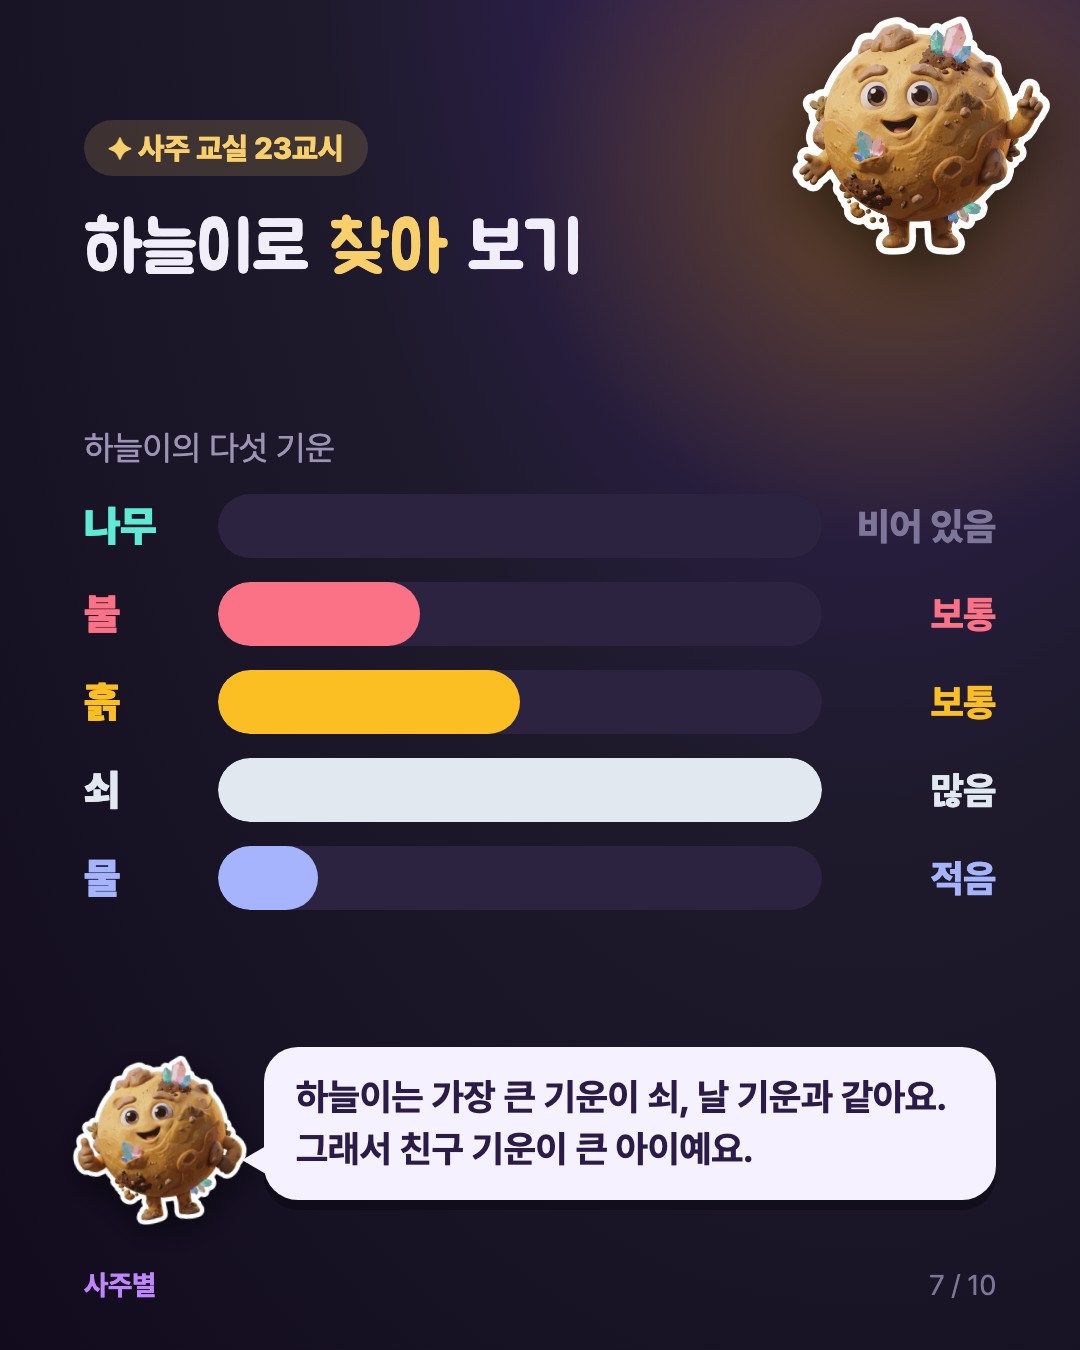 ✦ 사주 교실 23교시
하늘이로 찾아 보기
하늘이의 다섯 기운
나무 비어 있음
불 보통
흙 보통
쇠 많음
물 적음
하늘이는 가장 큰 기운이 쇠, 날 기운과 같아요.
그래서 친구 기운이 큰 아이예요.
사주별 7 / 10